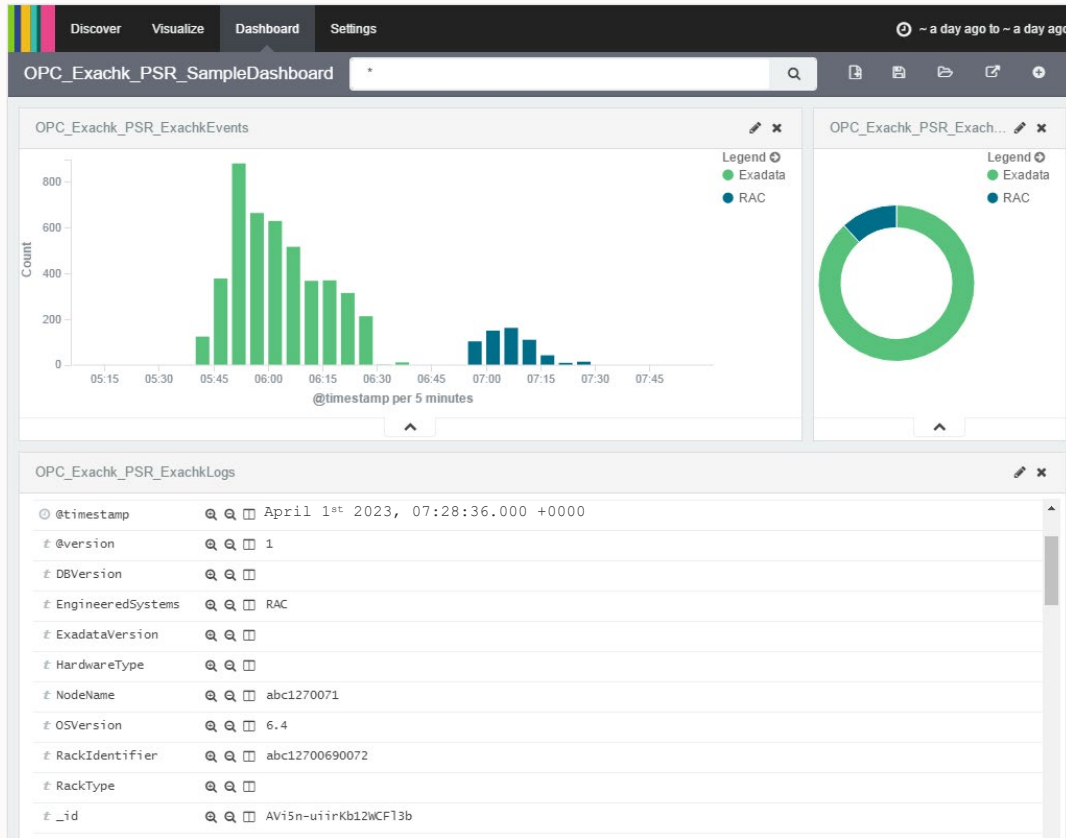 Discover Visualize Dashboard Settings ~ a day ago to ~ a day ago
OPC_Exachk_PSR_SampleDashboard *
OPC_Exachk_PSR_ExachkEvents
Legend
Exadata
RAC
Count
800
600
400
200
0
05:15 05:30 05:45 06:00 06:15 06:30 06:45 07:00 07:15 07:30 07:45
@timestamp per 5 minutes
OPC_Exachk_PSR_Exach...
Legend
Exadata
RAC
OPC_Exachk_PSR_ExachkLogs
@timestamp April 1st 2023, 07:28:36.000 +0000
t @version 1
t DBVersion
t EngineeredSystems RAC
t ExadataVersion
t HardwareType
t NodeName abc1270071
t OSVersion 6.4
t RackIdentifier abc12700690072
t RackType
t _id AVi5n-uiirKb12WCFl3b